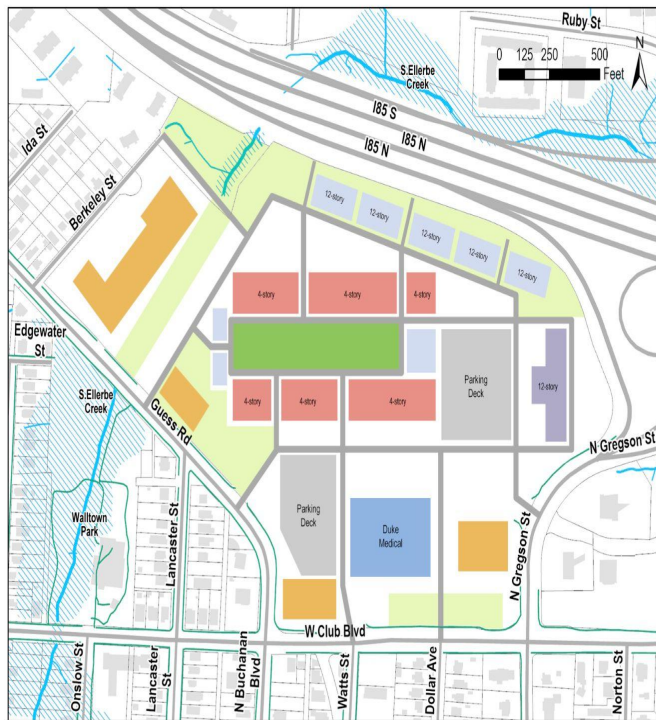 Ruby St
N
0 125 250 500
Feet
S.Ellerbe
Creek
I85 S
I85 N
I85 N
Ida St
Berkeley St
12-story
12-story
12-story
12-story
12-story
4-story
4-story
4-story
Edgewater
St
S.Ellerbe
Creek
Guess Rd
4-story
4-story
4-story
Parking
Deck
12-story
N Gregson St
Walltown
Park
Lancaster St
Parking
Deck
Duke
Medical
N Gregson St
W Club Blvd
Onslow St
Lancaster
St
N Buchanan
Blvd
Watts St
Dollar Ave
Norton St